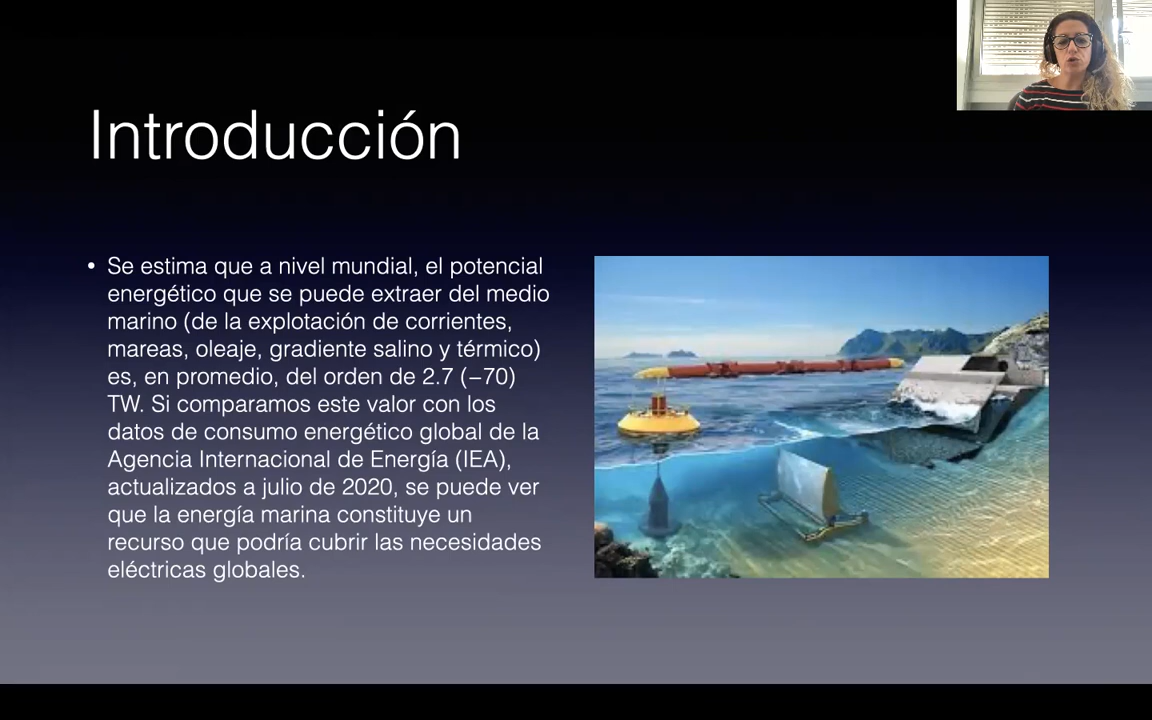 Introducción
• Se estima que a nivel mundial, el potencial
energético que se puede extraer del medio
marino (de la explotación de corrientes,
mareas, oleaje, gradiente salino y térmico)
es, en promedio, del orden de 2.7 (–70)
TW. Si comparamos este valor con los
datos de consumo energético global de la
Agencia Internacional de Energía (IEA),
actualizados a julio de 2020, se puede ver
que la energía marina constituye un
recurso que podría cubrir las necesidades
eléctricas globales.